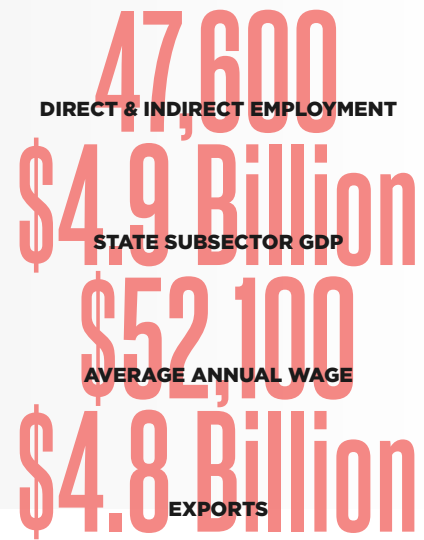 47,600
DIRECT & INDIRECT EMPLOYMENT
$4.9 Billion
STATE SUBSECTOR GDP
$52,100
AVERAGE ANNUAL WAGE
$4.8 Billion
EXPORTS